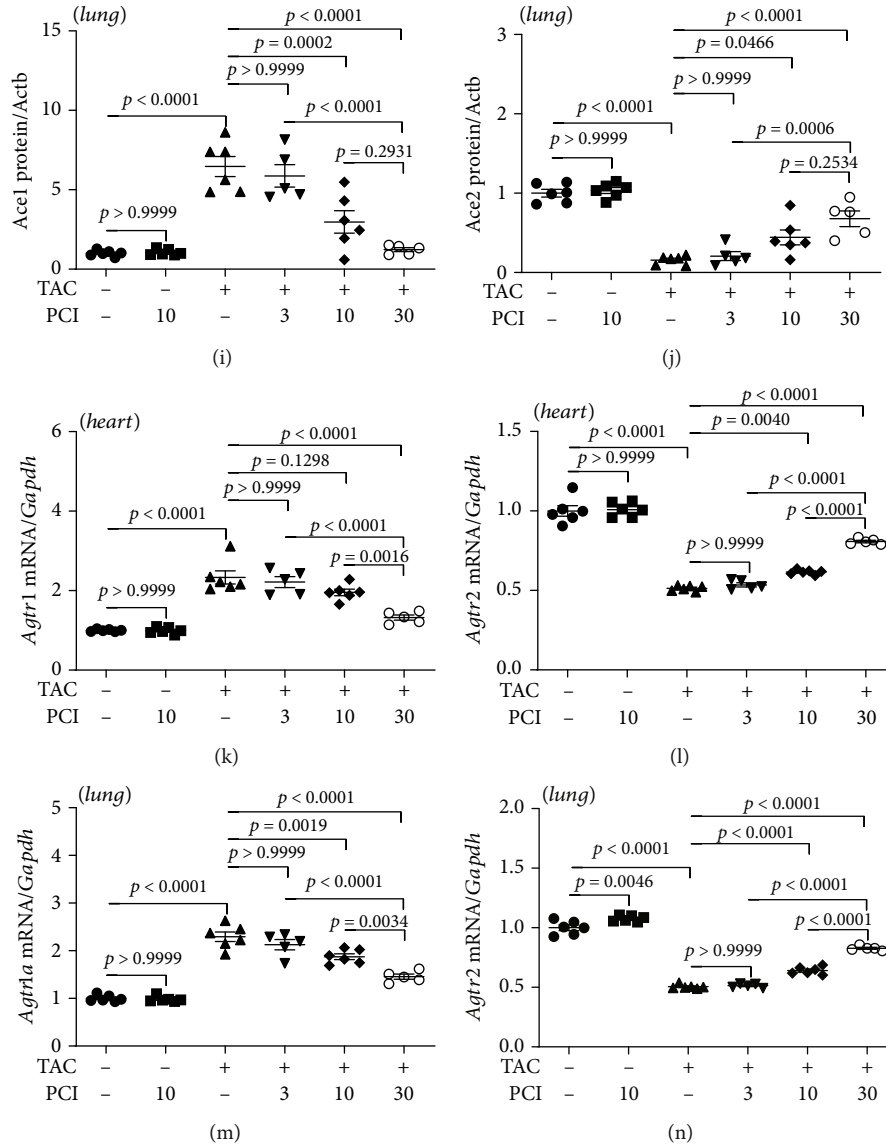 (lung)
Ace1 protein/Actb
15
10
5
0
p < 0.0001
p = 0.0002
p > 0.9999
p < 0.0001
p < 0.0001
p = 0.2931
p > 0.9999
TAC – – + + + +
PCI – 10 – 3 10 30
(i)
(lung)
Ace2 protein/Actb
3
2
1
0
p < 0.0001
p = 0.0466
p > 0.9999
p < 0.0001
p = 0.0006
p > 0.9999
p = 0.2534
TAC – – + + + +
PCI – 10 – 3 10 30
(j)
(heart)
Agtr1 mRNA/Gapdh
6
4
2
0
p < 0.0001
p = 0.1298
p > 0.9999
p < 0.0001
p < 0.0001
p = 0.0016
p > 0.9999
TAC – – + + + +
PCI – 10 – 3 10 30
(k)
(heart)
Agtr2 mRNA/Gapdh
1.5
1.0
0.5
0.0
p < 0.0001
p = 0.0040
p < 0.0001
p > 0.9999
p < 0.0001
p < 0.0001
p > 0.9999
TAC – – + + + +
PCI – 10 – 3 10 30
(l)
(lung)
Agtr1a mRNA/Gapdh
5
4
3
2
1
0
p < 0.0001
p = 0.0019
p > 0.9999
p < 0.0001
p < 0.0001
p = 0.0034
p > 0.9999
TAC – – + + + +
PCI – 10 – 3 10 30
(m)
(lung)
Agtr2 mRNA/Gapdh
2.0
1.5
1.0
0.5
0.0
p < 0.0001
p < 0.0001
p < 0.0001
p = 0.0046
p < 0.0001
p < 0.0001
p > 0.9999
TAC – – + + + +
PCI – 10 – 3 10 30
(n)